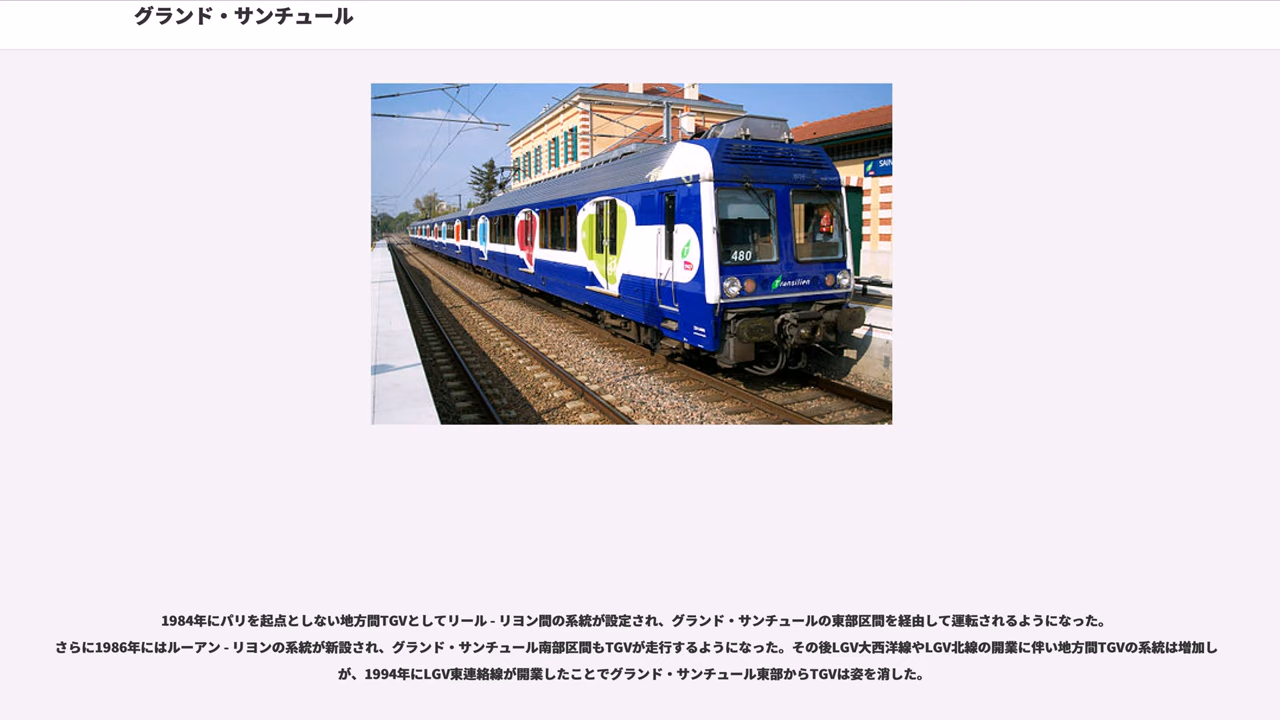 グランド・サンチュール
SAIN
480
Transilien
1984年にパリを起点としない地方間TGVとしてリール - リヨン間の系統が設定され、グランド・サンチュールの東部区間を経由して運転されるようになった。
さらに1986年にはルーアン - リヨンの系統が新設され、グランド・サンチュール南部区間もTGVが走行するようになった。その後LGV大西洋線やLGV北線の開業に伴い地方間TGVの系統は増加し
が、1994年にLGV東連絡線が開業したことでグランド・サンチュール東部からTGVは姿を消した。